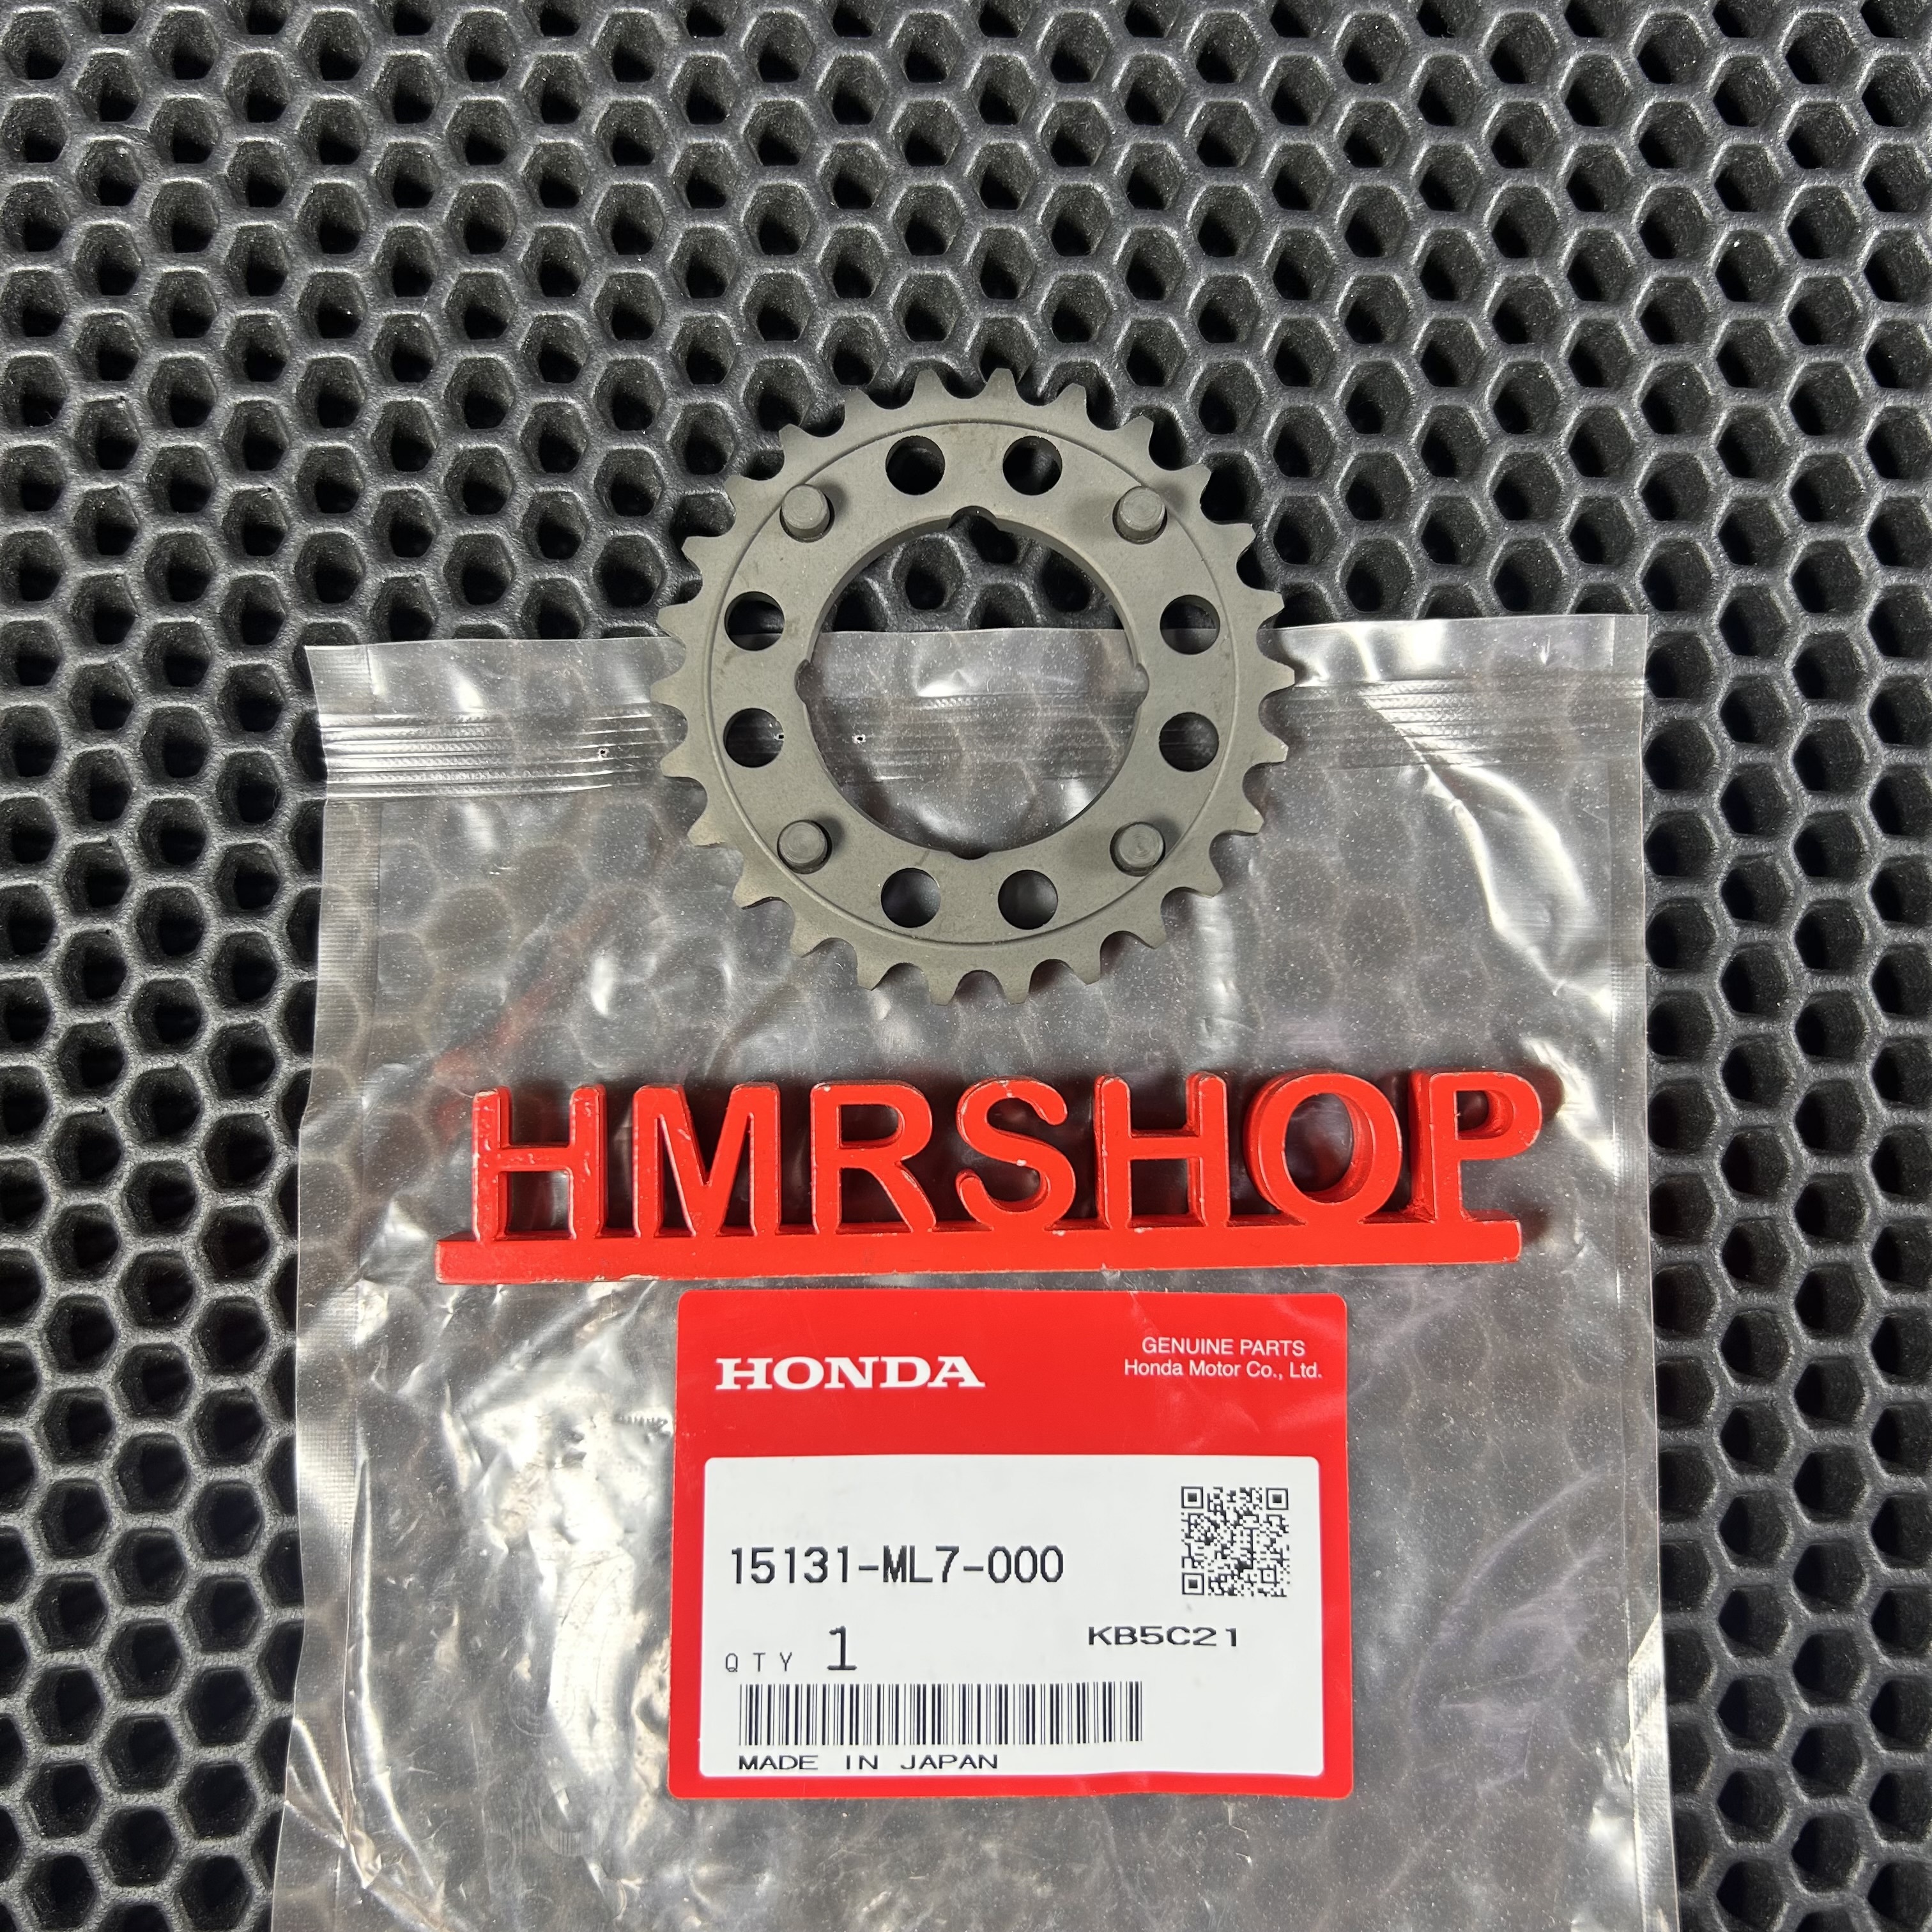 HMRSHOP
HONDA
GENUINE PARTS
Honda Motor Co., Ltd.
15131-ML7-000
QTY 1
KB5C21
MADE IN JAPAN